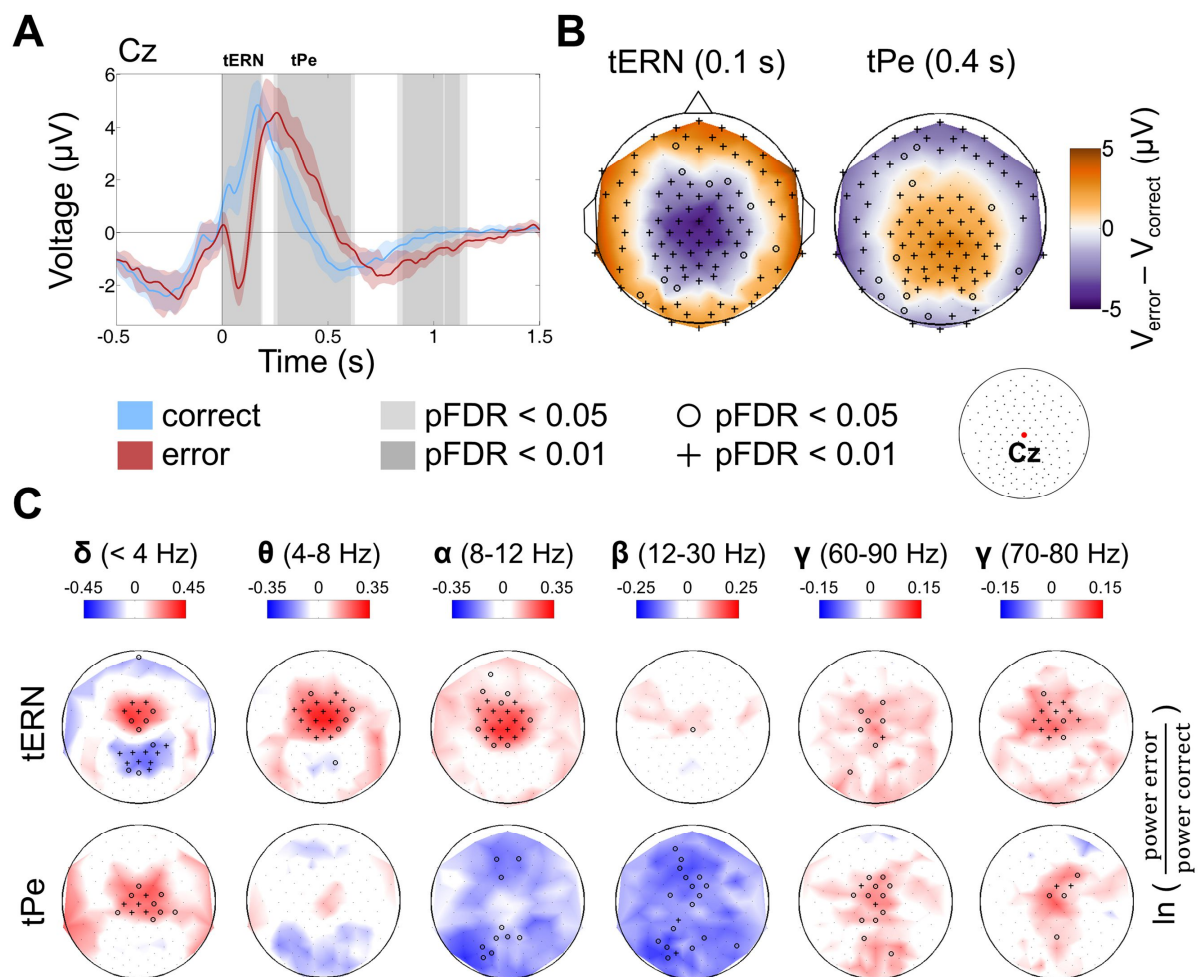 A
B
Cz
tERN
tPe
tERN (0.1 s)
tPe (0.4 s)
6
4
2
0
-2
-0.5
0
0.5
1
1.5
Voltage (μV)
Time (s)
5
0
-5
V_error – V_correct (μV)
correct
error
pFDR < 0.05
pFDR < 0.01
pFDR < 0.05
pFDR < 0.01
Cz
C
δ (< 4 Hz)
θ (4-8 Hz)
α (8-12 Hz)
β (12-30 Hz)
γ (60-90 Hz)
γ (70-80 Hz)
-0.45 0 0.45
-0.35 0 0.35
-0.35 0 0.35
-0.25 0 0.25
-0.15 0 0.15
-0.15 0 0.15
tERN
tPe
ln ( power error / power correct )